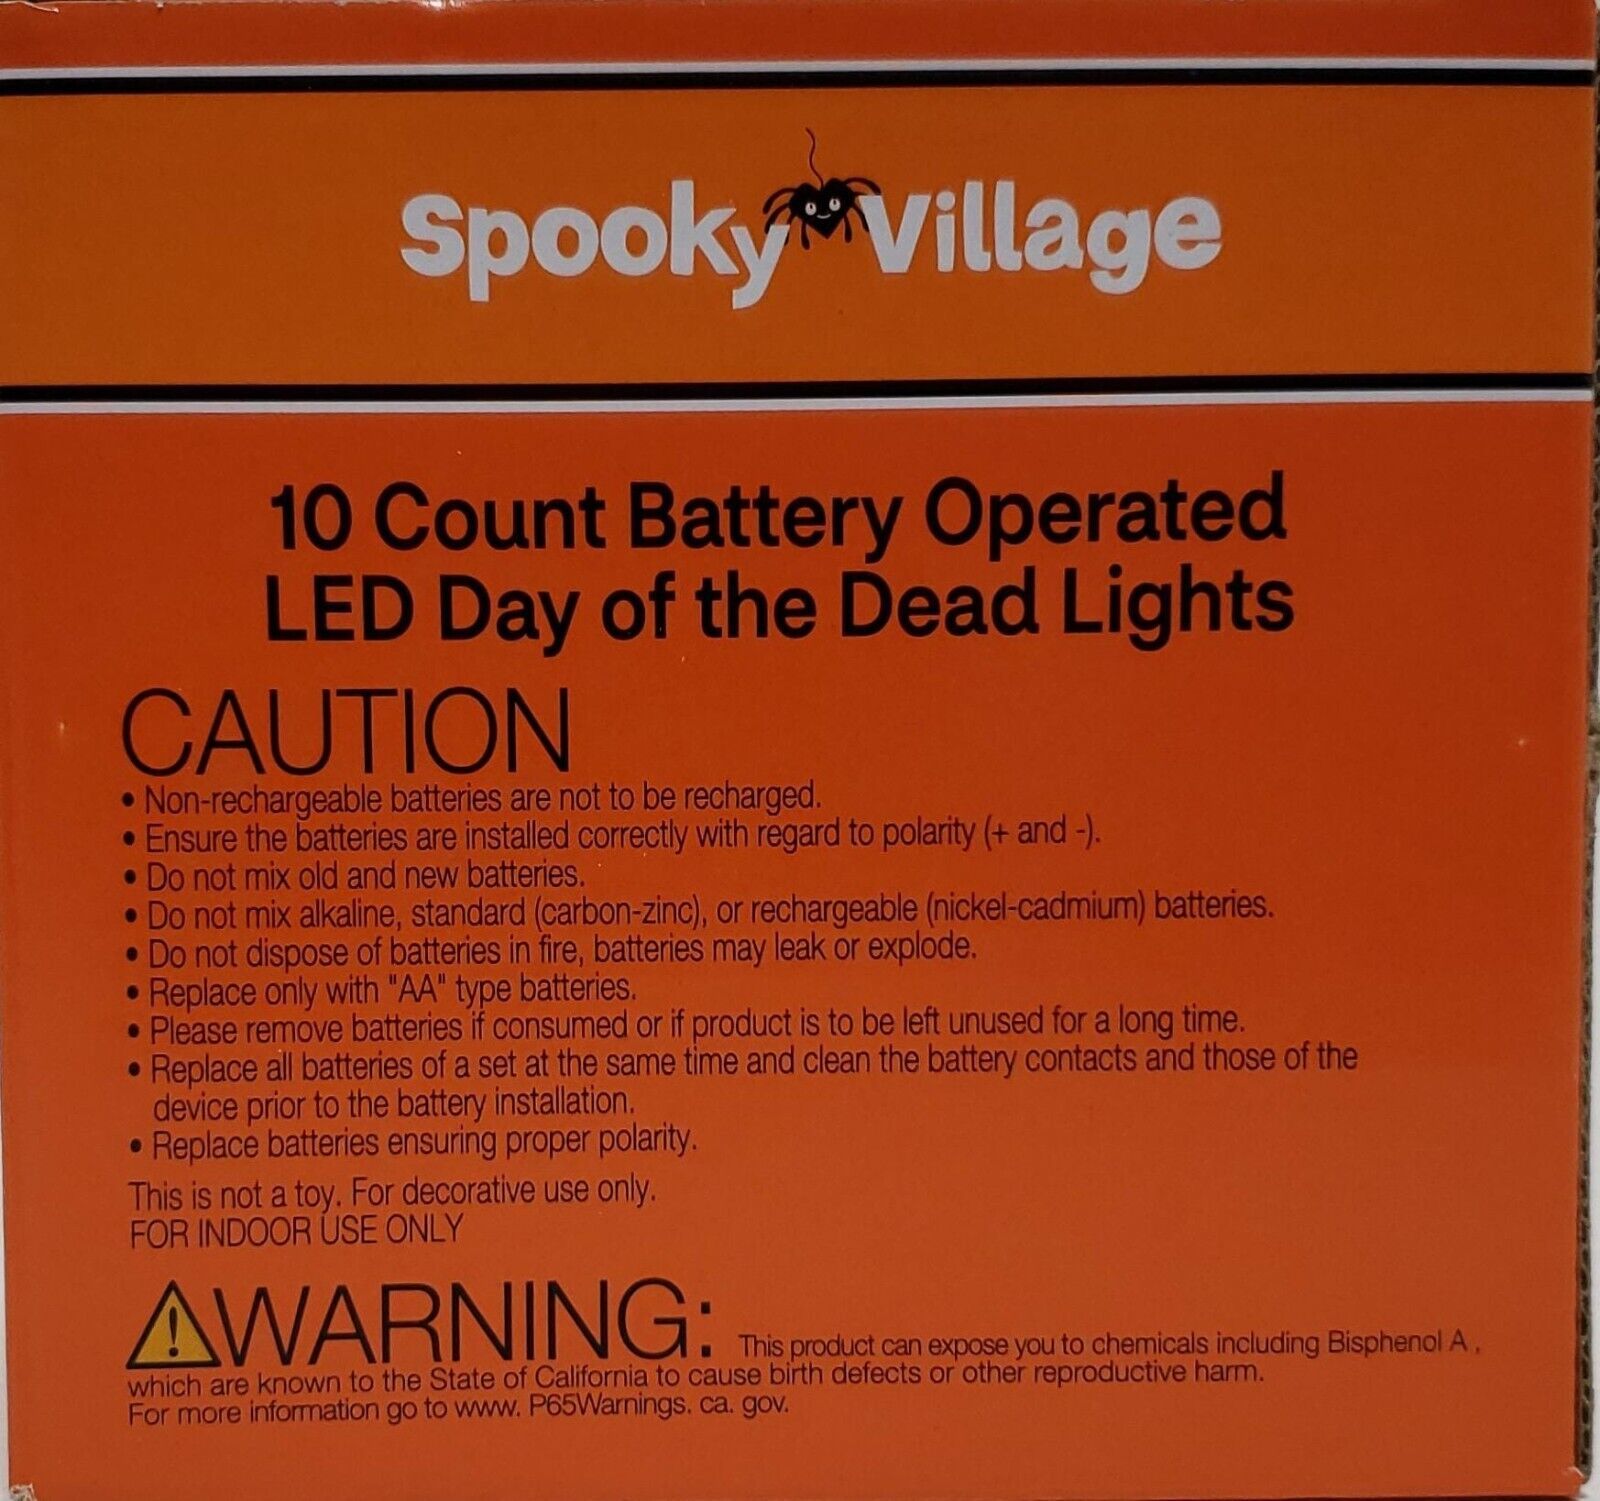 Spooky Village
10 Count Battery Operated
LED Day of the Dead Lights
CAUTION
• Non-rechargeable batteries are not to be recharged.
• Ensure the batteries are installed correctly with regard to polarity (+ and -).
• Do not mix old and new batteries.
• Do not mix alkaline, standard (carbon-zinc), or rechargeable (nickel-cadmium) batteries.
• Do not dispose of batteries in fire, batteries may leak or explode.
• Replace only with "AA" type batteries.
• Please remove batteries if consumed or if product is to be left unused for a long time.
• Replace all batteries of a set at the same time and clean the battery contacts and those of the
device prior to the battery installation.
• Replace batteries ensuring proper polarity.
This is not a toy. For decorative use only.
FOR INDOOR USE ONLY
⚠WARNING: This product can expose you to chemicals including Bisphenol A ,
which are known to the State of California to cause birth defects or other reproductive harm.
For more information go to www. P65Warnings. ca. gov.